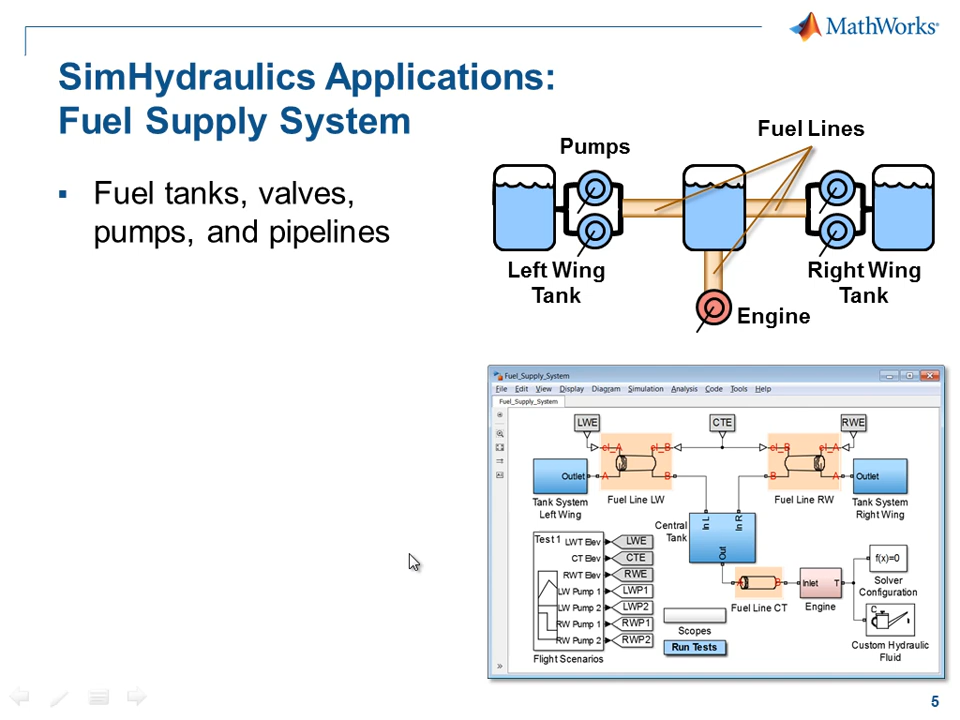 MathWorks®
SimHydraulics Applications:
Fuel Supply System
▪ Fuel tanks, valves,
pumps, and pipelines
Fuel Lines
Pumps
Left Wing
Tank
Right Wing
Tank
Engine
Fuel_Supply_System
File Edit View Display Diagram Simulation Analysis Code Tools Help
Fuel_Supply_System
LWE
CTE
RWE
el_A
el_B
el_B
el_A
Outlet
A
B
B
A
Outlet
Fuel Line LW
Fuel Line RW
Tank System
Left Wing
Tank System
Right Wing
Central
Tank
In L
In R
Out
Test 1
LWT Elev
LWE
CT Elev
CTE
RWT Elev
RWE
LW Pump 1
LWP1
LW Pump 2
LWP2
RW Pump 1
RWP1
RW Pump 2
RWP2
Flight Scenarios
A
B
Fuel Line CT
Inlet
T
Engine
f(x)=0
Solver
Configuration
C
Custom Hydraulic
Fluid
Scopes
Run Tests
5